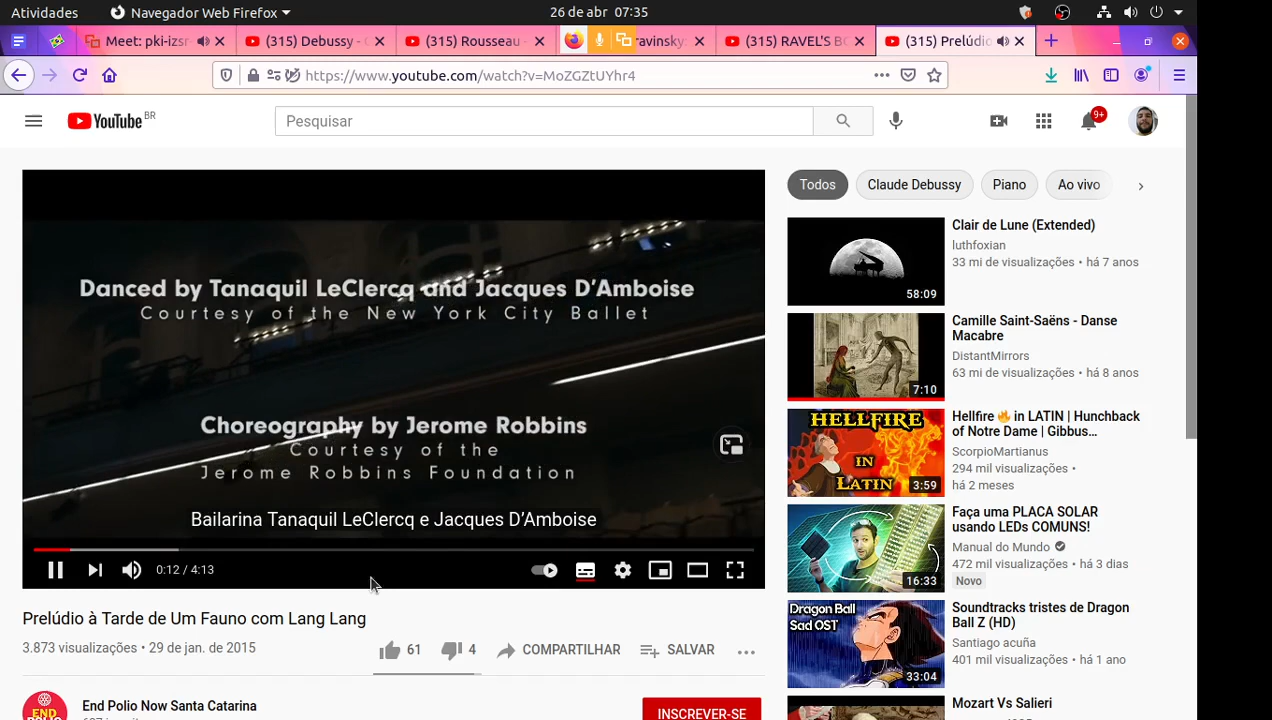 Atividades
Navegador Web Firefox
26 de abr 07:35
Meet: pki-izsr
(315) Debussy -
(315) Rousseau -
ravinsky:
(315) RAVEL'S BO
(315) Prelúdio
https://www.youtube.com/watch?v=MoZGZtUYhr4
YouTube BR
Pesquisar
9+
Danced by Tanaquil LeClercq and Jacques D'Amboise
Courtesy of the New York City Ballet
Choreography by Jerome Robbins
Courtesy of the
Jerome Robbins Foundation
Bailarina Tanaquil LeClercq e Jacques D'Amboise
0:12 / 4:13
Prelúdio à Tarde de Um Fauno com Lang Lang
3.873 visualizações • 29 de jan. de 2015
61
4
COMPARTILHAR
SALVAR
END
POLIO
End Polio Now Santa Catarina
INSCREVER-SE
Todos
Claude Debussy
Piano
Ao vivo
58:09
Clair de Lune (Extended)
luthfoxian
33 mi de visualizações • há 7 anos
7:10
Camille Saint-Saëns - Danse
Macabre
DistantMirrors
63 mi de visualizações • há 8 anos
HELLFIRE
IN
LATIN
3:59
Hellfire 🔥 in LATIN | Hunchback
of Notre Dame | Gibbus...
ScorpioMartianus
294 mil visualizações •
há 2 meses
16:33
Faça uma PLACA SOLAR
usando LEDs COMUNS!
Manual do Mundo
472 mil visualizações • há 3 dias
Novo
Dragon Ball
Sad OST
33:04
Soundtracks tristes de Dragon
Ball Z (HD)
Santiago acuña
401 mil visualizações • há 1 ano
Mozart Vs Salieri